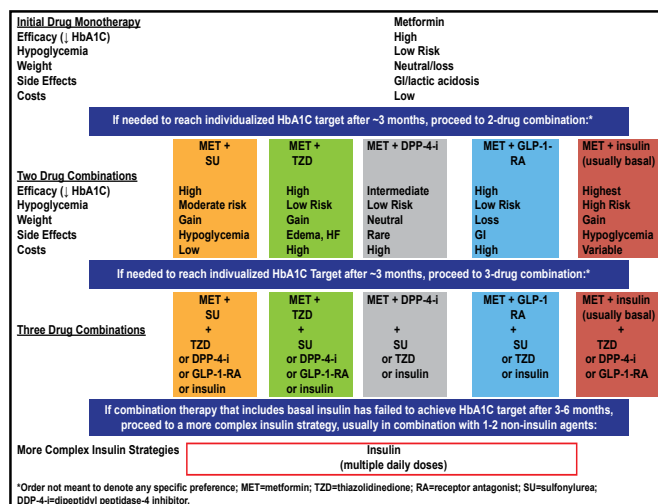 Initial Drug Monotherapy Metformin
Efficacy (↓ HbA1C) High
Hypoglycemia Low Risk
Weight Neutral/loss
Side Effects GI/lactic acidosis
Costs Low
If needed to reach individualized HbA1C target after ~3 months, proceed to 2-drug combination:*
MET + MET + MET + DPP-4-i MET + GLP-1- MET + insulin
SU TZD RA (usually basal)
Two Drug Combinations
Efficacy (↓ HbA1C) High High Intermediate High Highest
Hypoglycemia Moderate risk Low Risk Low Risk Low Risk High Risk
Weight Gain Gain Neutral Loss Gain
Side Effects Hypoglycemia Edema, HF Rare GI Hypoglycemia
Costs Low High High High Variable
If needed to reach indivualized HbA1C Target after ~3 months, proceed to 3-drug combination:*
MET + MET + MET + DPP-4-i MET + GLP-1 MET + insulin
SU TZD RA (usually basal)
Three Drug Combinations + + + + +
TZD SU SU SU TZD
or DPP-4-i or DPP-4-i or TZD or TZD or DPP-4-i
or GLP-1-RA or GLP-1-RA or insulin or insulin or GLP-1-RA
or insulin or insulin
If combination therapy that includes basal insulin has failed to achieve HbA1C target after 3-6 months,
proceed to a more complex insulin strategy, usually in combination with 1-2 non-insulin agents:
More Complex Insulin Strategies Insulin
(multiple daily doses)
*Order not meant to denote any specific preference; MET=metformin; TZD=thiazolidinedione; RA=receptor antagonist; SU=sulfonylurea;
DDP-4-i=dipeptidyl peptidase-4 inhibitor.